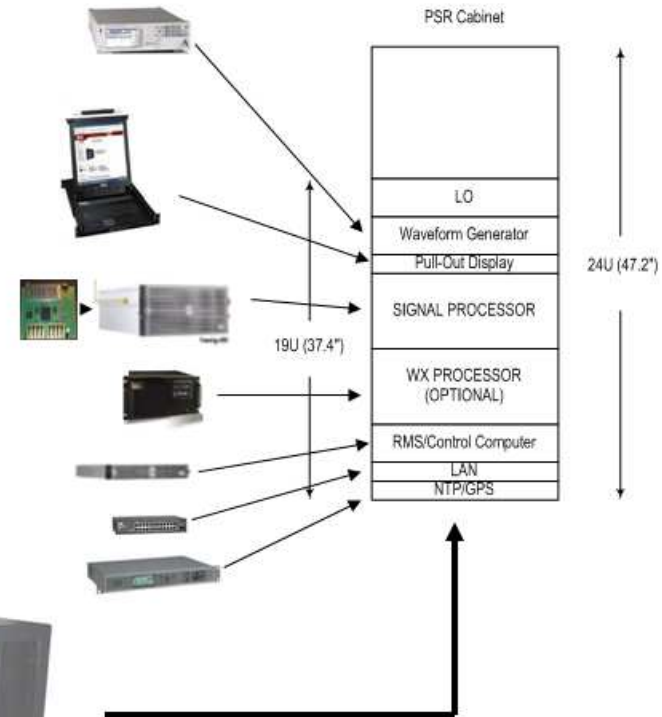 PSR Cabinet
LO
Waveform Generator
Pull-Out Display
24U (47.2")
SIGNAL PROCESSOR
19U (37.4")
WX PROCESSOR
(OPTIONAL)
RMS/Control Computer
LAN
NTP/GPS